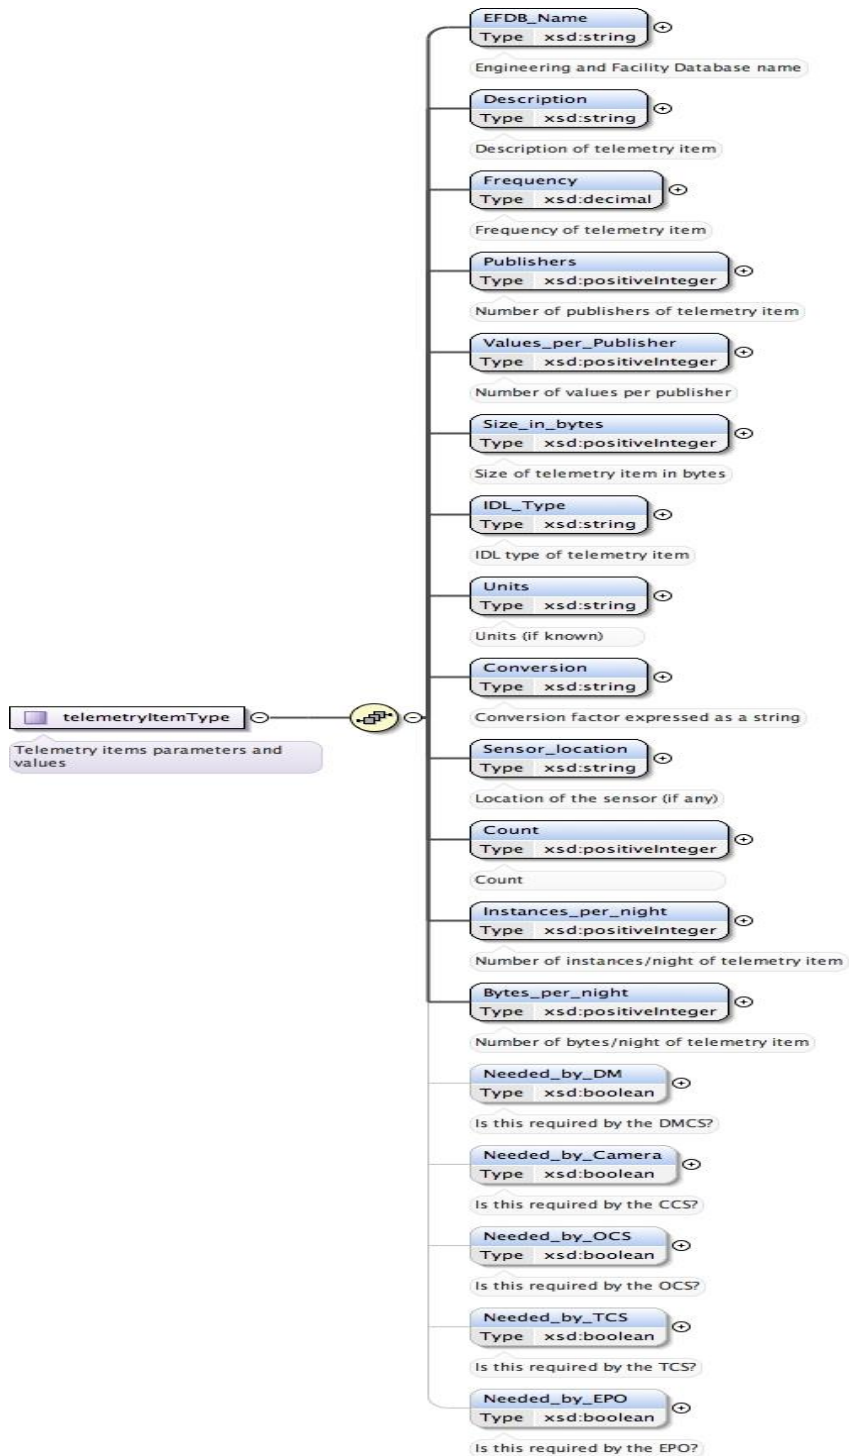 EFDB_Name
Type xsd:string
Engineering and Facility Database name
Description
Type xsd:string
Description of telemetry item
Frequency
Type xsd:decimal
Frequency of telemetry item
Publishers
Type xsd:positiveInteger
Number of publishers of telemetry item
Values_per_Publisher
Type xsd:positiveInteger
Number of values per publisher
Size_in_bytes
Type xsd:positiveInteger
Size of telemetry item in bytes
IDL_Type
Type xsd:string
IDL type of telemetry item
Units
Type xsd:string
Units (if known)
Conversion
Type xsd:string
telemetryItemType
Conversion factor expressed as a string
Telemetry items parameters and
values
Sensor_location
Type xsd:string
Location of the sensor (if any)
Count
Type xsd:positiveInteger
Count
Instances_per_night
Type xsd:positiveInteger
Number of instances/night of telemetry item
Bytes_per_night
Type xsd:positiveInteger
Number of bytes/night of telemetry item
Needed_by_DM
Type xsd:boolean
Is this required by the DMCS?
Needed_by_Camera
Type xsd:boolean
Is this required by the CCS?
Needed_by_OCS
Type xsd:boolean
Is this required by the OCS?
Needed_by_TCS
Type xsd:boolean
Is this required by the TCS?
Needed_by_EPO
Type xsd:boolean
Is this required by the EPO?